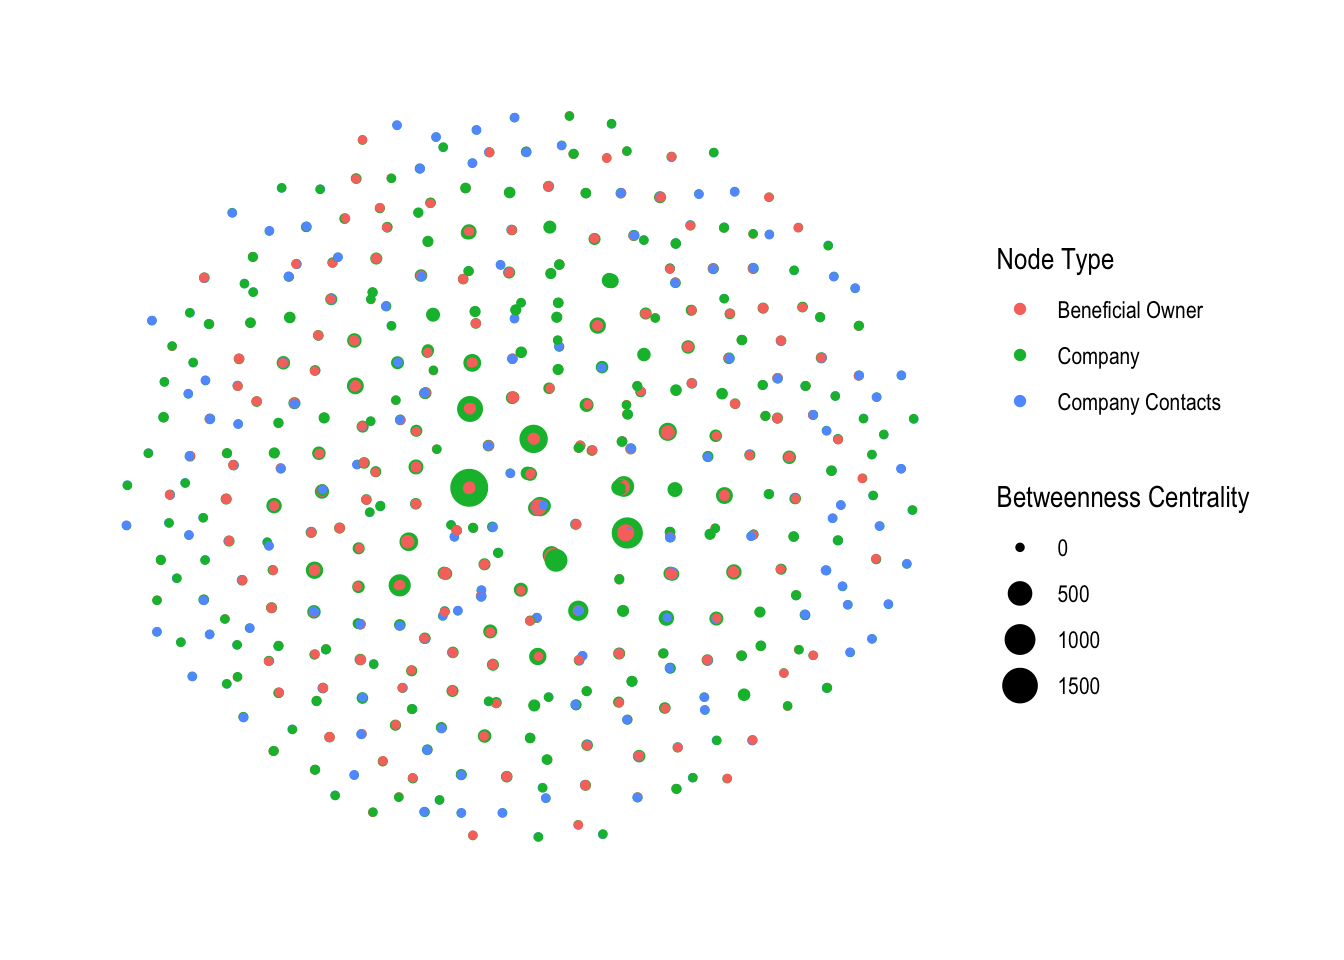 Node Type
Beneficial Owner
Company
Company Contacts
Betweenness Centrality
0
500
1000
1500